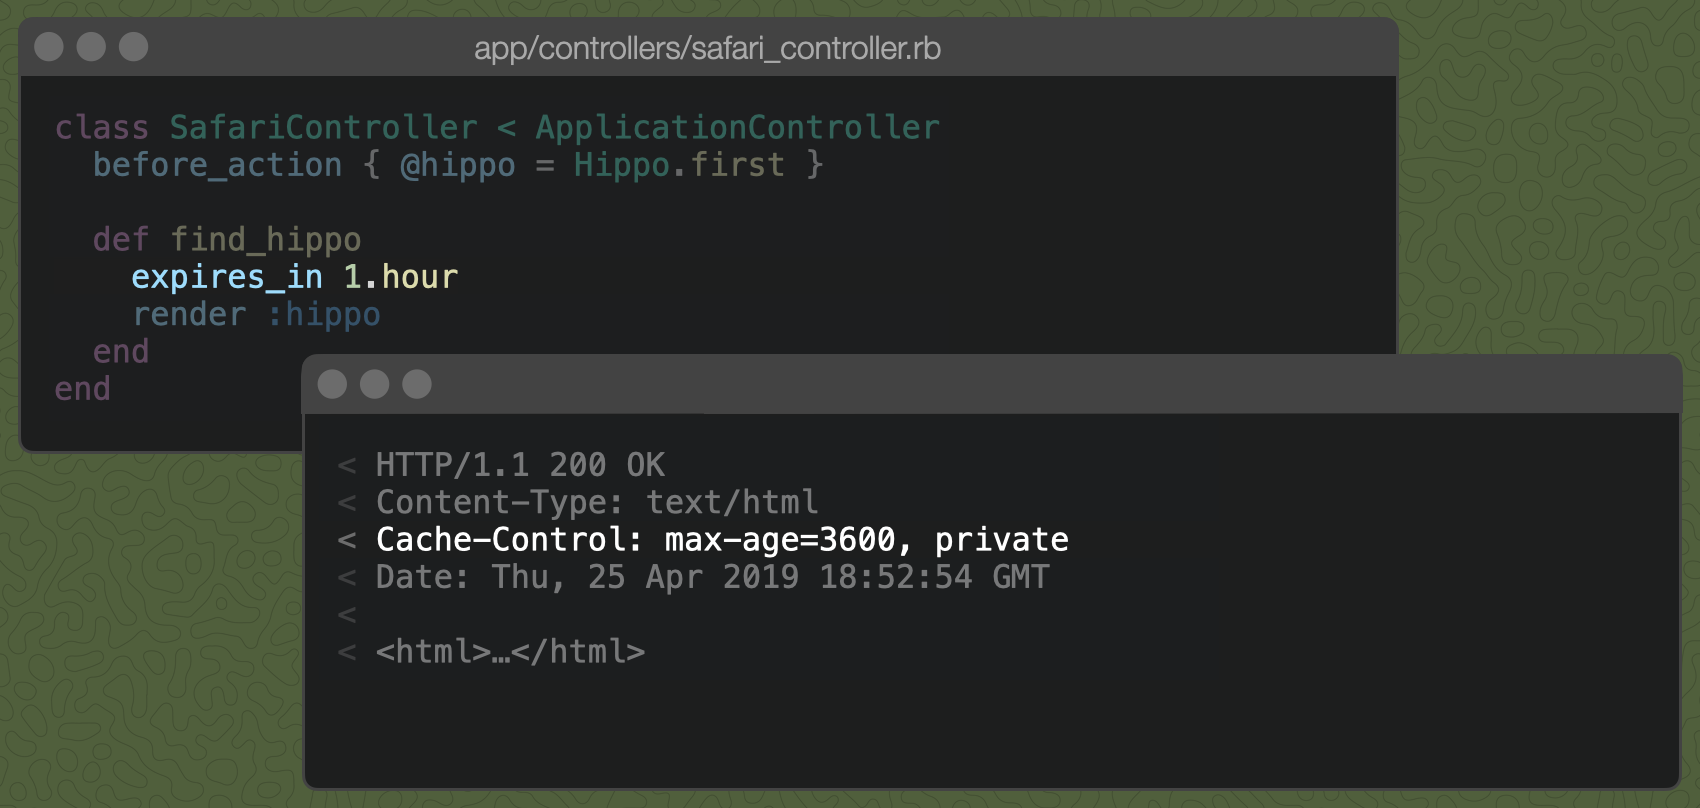 app/controllers/safari_controller.rb
class SafariController < ApplicationController
  before_action { @hippo = Hippo.first }

  def find_hippo
    expires_in 1.hour
    render :hippo
  end
end
< HTTP/1.1 200 OK
< Content-Type: text/html
< Cache-Control: max-age=3600, private
< Date: Thu, 25 Apr 2019 18:52:54 GMT
<
< <html>…</html>